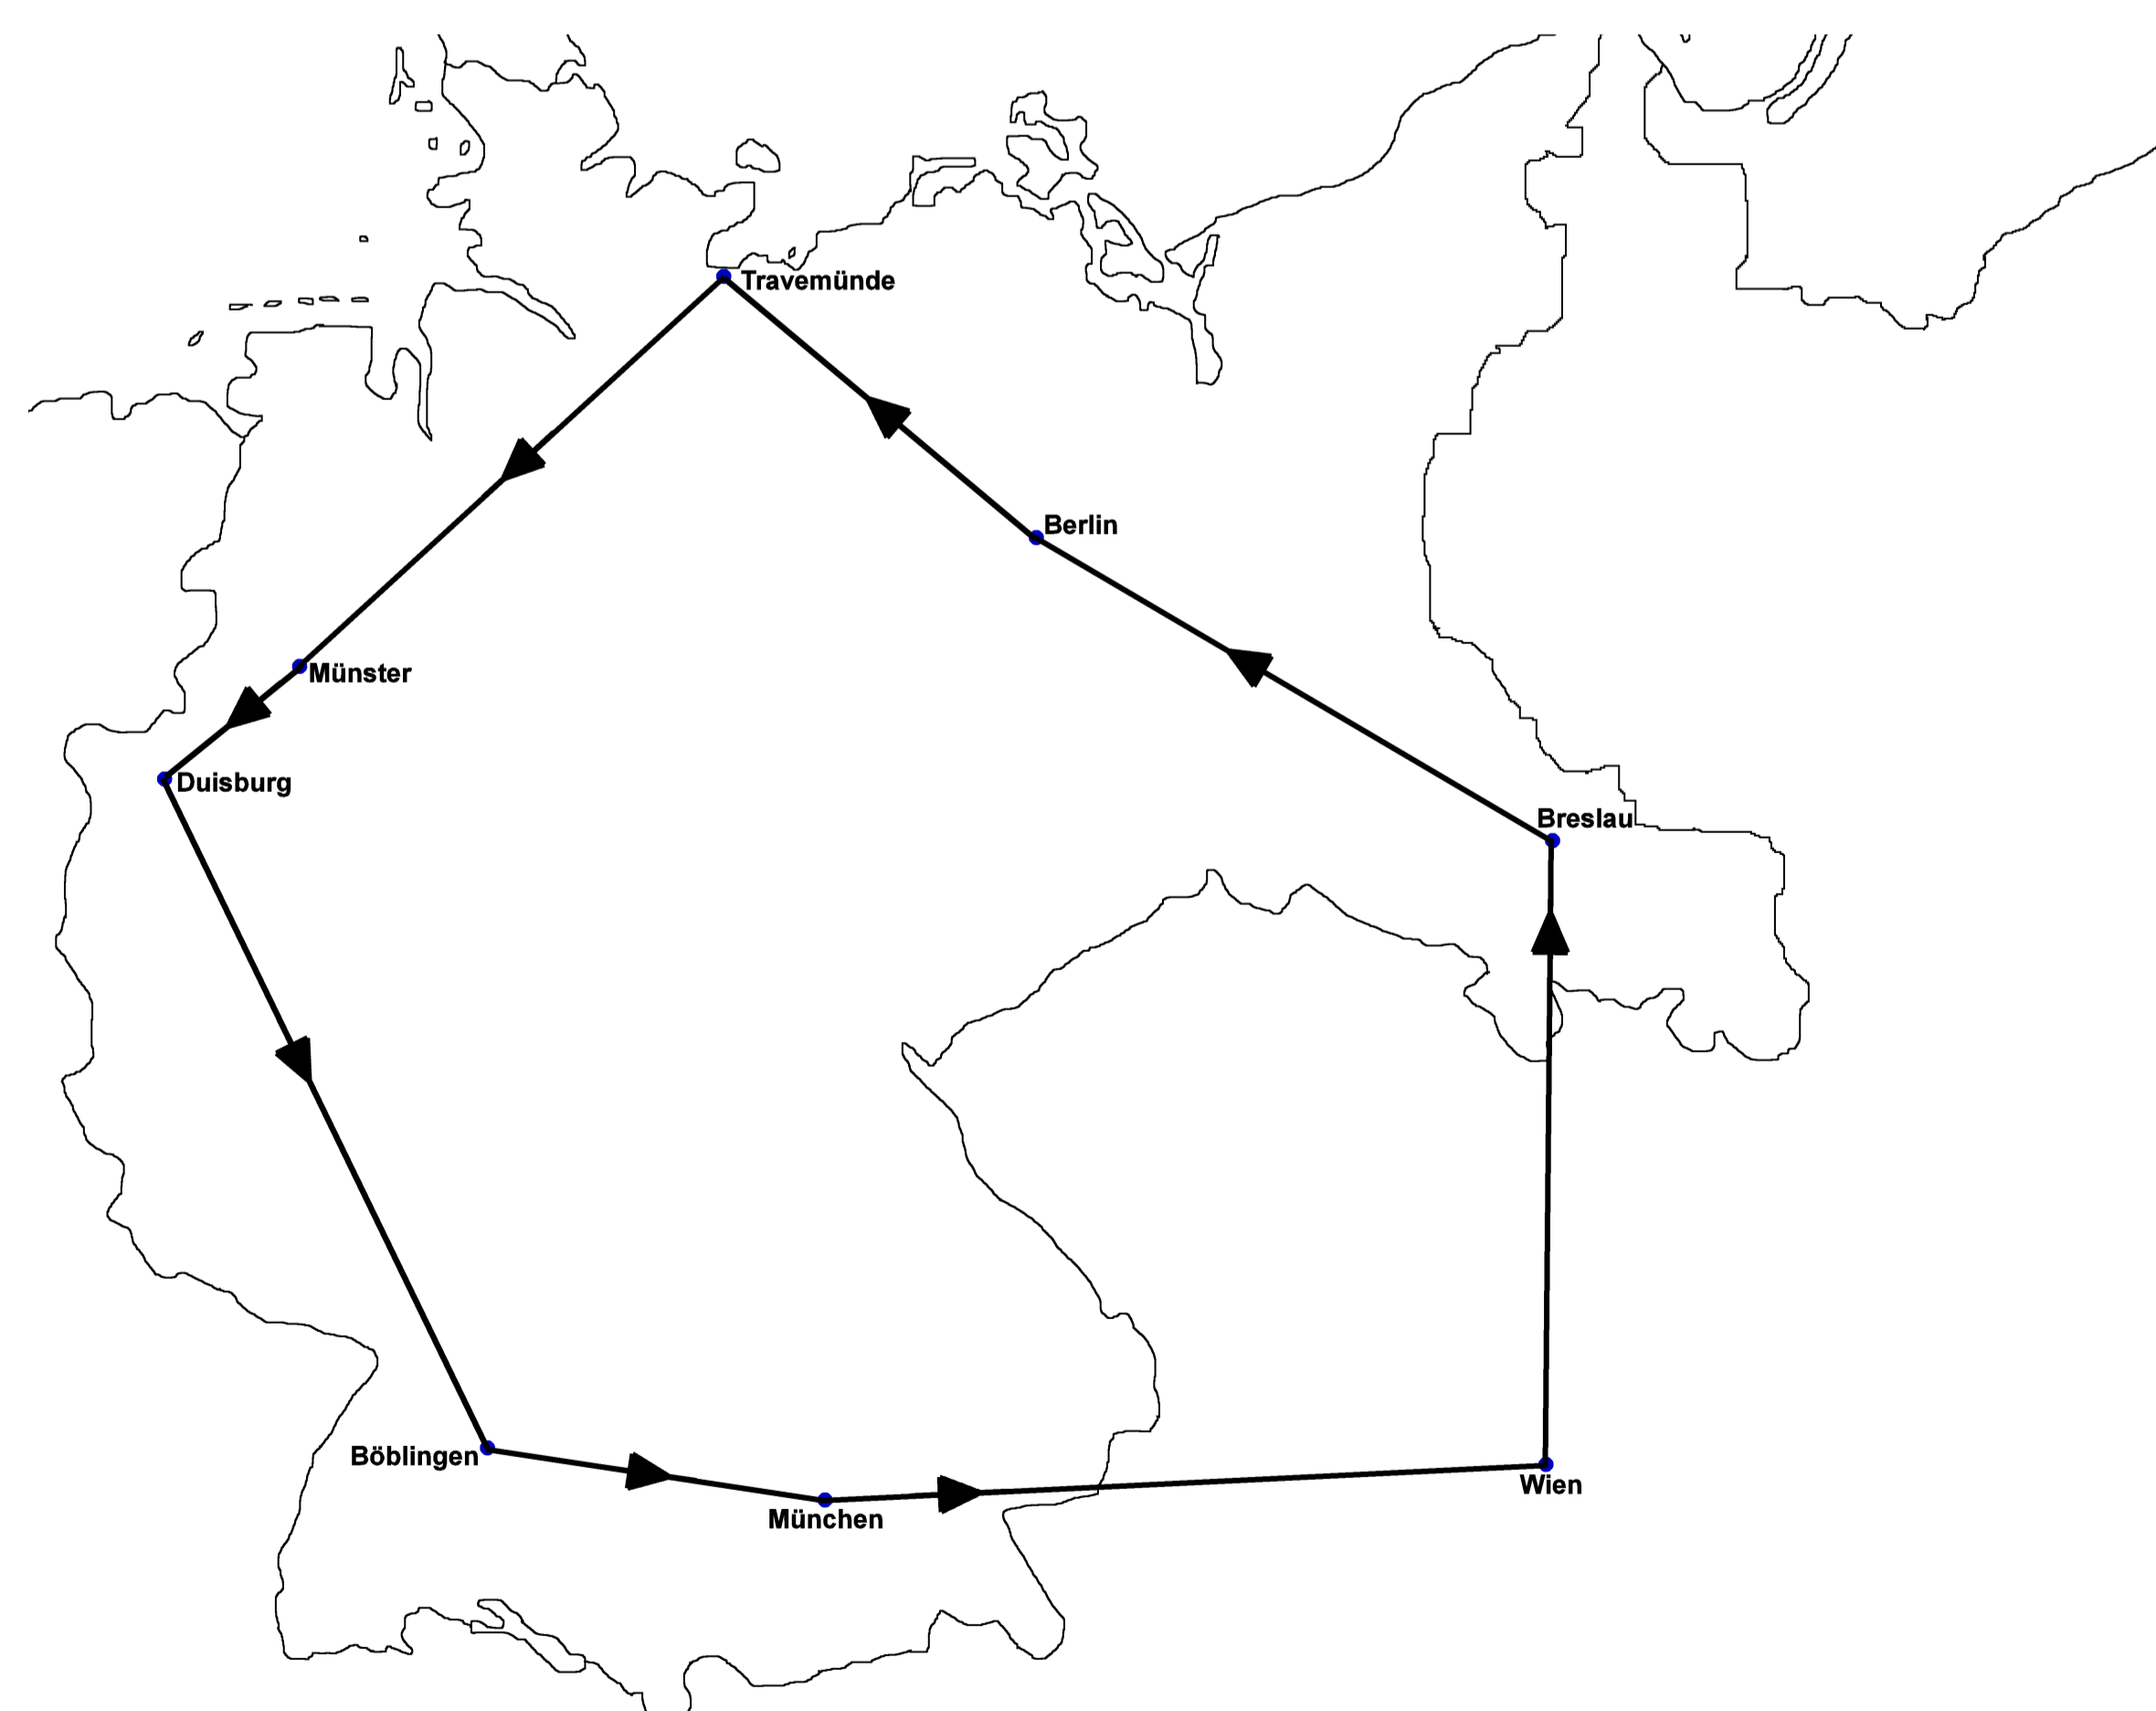 Travemünde
Berlin
Münster
Duisburg
Breslau
Böblingen
Wien
München